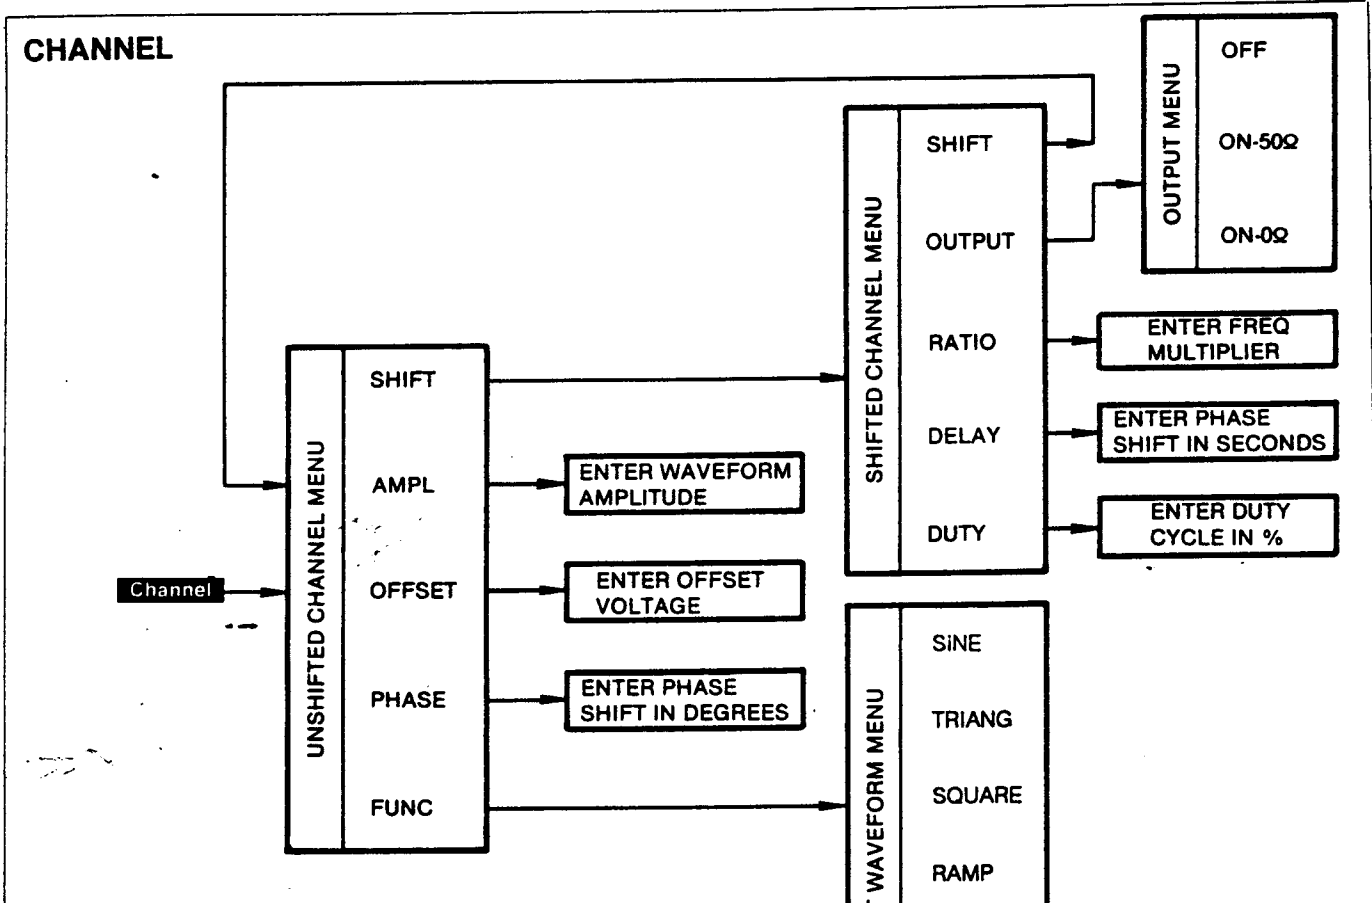 CHANNEL
Channel
UNSHIFTED CHANNEL MENU
SHIFT
AMPL
OFFSET
PHASE
FUNC
ENTER WAVEFORM
AMPLITUDE
ENTER OFFSET
VOLTAGE
ENTER PHASE
SHIFT IN DEGREES
SHIFTED CHANNEL MENU
SHIFT
OUTPUT
RATIO
DELAY
DUTY
OUTPUT MENU
OFF
ON-50Ω
ON-0Ω
ENTER FREQ
MULTIPLIER
ENTER PHASE
SHIFT IN SECONDS
ENTER DUTY
CYCLE IN %
WAVEFORM MENU
SiNE
TRIANG
SQUARE
RAMP